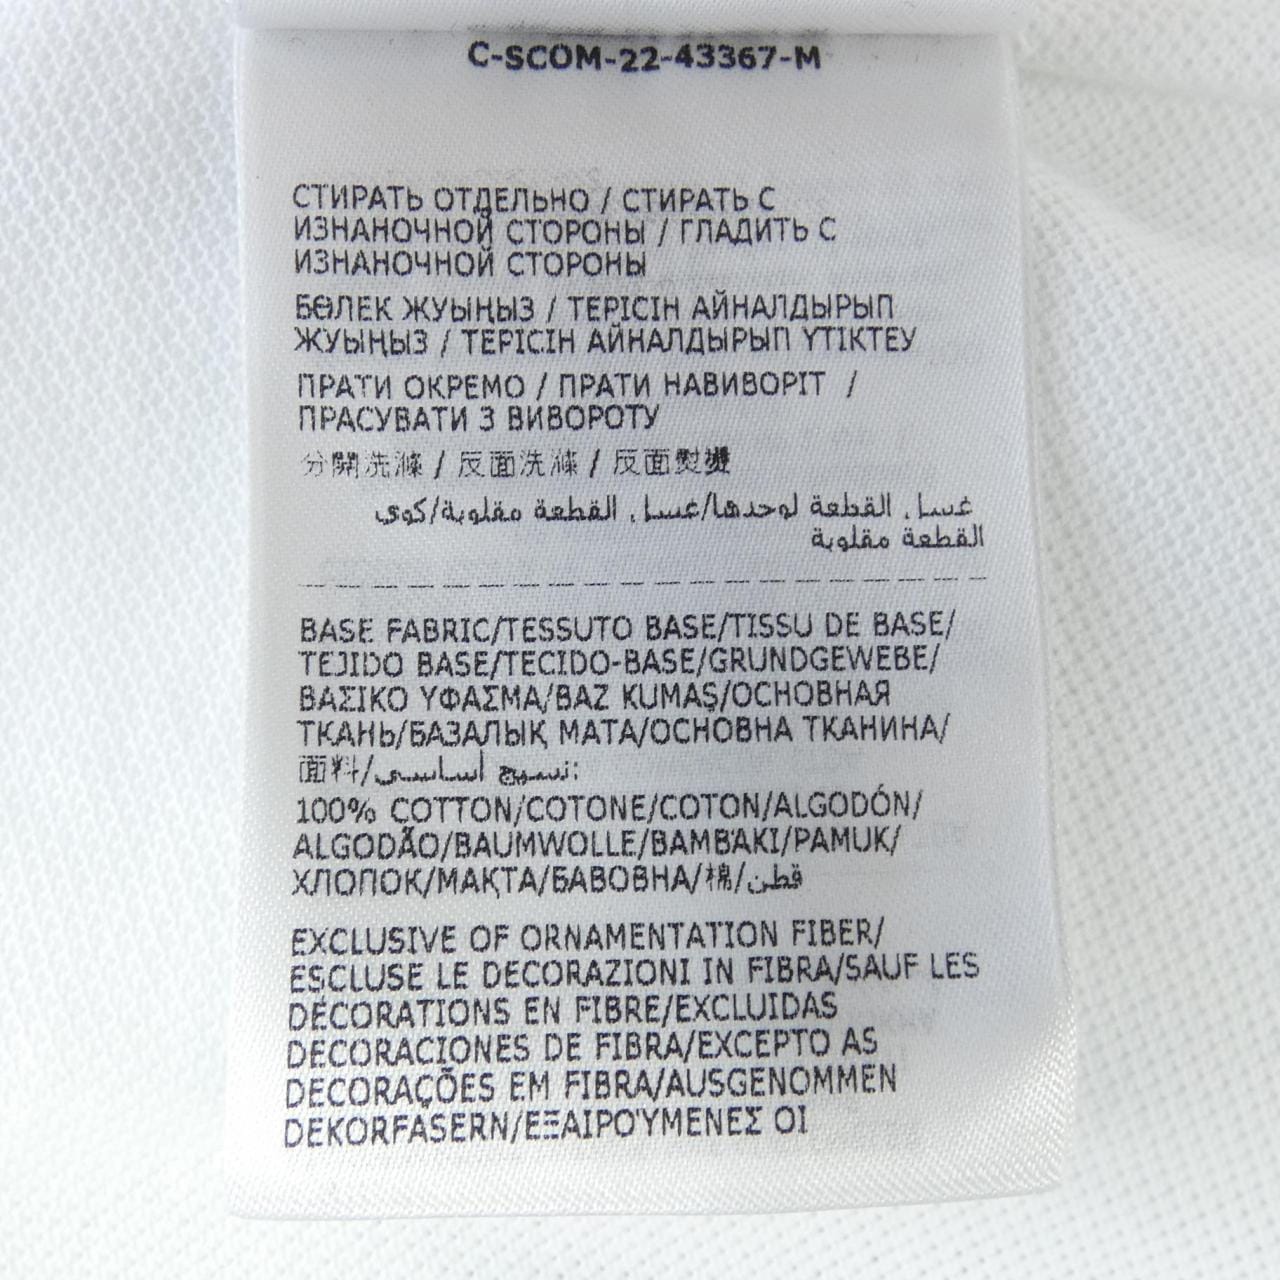 C-SCOM-22-43367-M
СТИРАТЬ ОТДЕЛЬНО / СТИРАТЬ С
ИЗНАНОЧНОЙ СТОРОНЫ / ГЛАДИТЬ С
ИЗНАНОЧНОЙ СТОРОНЫ
БӨЛЕК ЖУЫҢЫЗ / ТЕРІСІН АЙНАЛДЫРЫП
ЖУЫҢЫЗ / ТЕРІСІН АЙНАЛДЫРЫП ҮТІКТЕУ
ПРАТИ ОКРЕМО / ПРАТИ НАВИВОРІТ /
ПРАСУВАТИ З ВИВОРОТУ
分開洗滌 / 反面洗滌 / 反面熨燙
غسل القطعة لوحدها/غسل القطعة مقلوبة/كوي
القطعة مقلوبة
BASE FABRIC/TESSUTO BASE/TISSU DE BASE/
TEJIDO BASE/TECIDO-BASE/GRUNDGEWEBE/
ΒΑΣΙΚΟ ΥΦΑΣΜΑ/BAZ KUMAŞ/ОСНОВНАЯ
ТКАНЬ/БАЗАЛЫҚ МАТА/ОСНОВНА ТКАНИНА/
面料/نسيج أساسي:
100% COTTON/COTONE/COTON/ALGODÓN/
ALGODÃO/BAUMWOLLE/ΒΑΜΒΆΚΙ/PAMUK/
ХЛОПОК/МАҚТА/БАВОВНА/棉/قطن
EXCLUSIVE OF ORNAMENTATION FIBER/
ESCLUSE LE DECORAZIONI IN FIBRA/SAUF LES
DÉCORATIONS EN FIBRE/EXCLUIDAS
DECORACIONES DE FIBRA/EXCEPTO AS
DECORAÇÕES EM FIBRA/AUSGENOMMEN
DEKORFASERN/ΕΞΑΙΡΟΎΜΕΝΕΣ ΟΙ